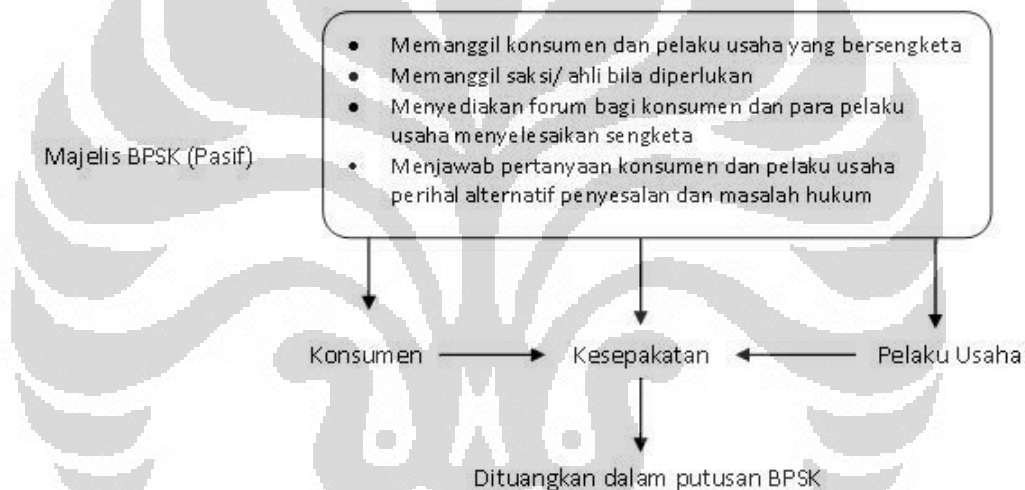 • Memanggil konsumen dan pelaku usaha yang bersengketa
• Memanggil saksi/ ahli bila diperlukan
• Menyediakan forum bagi konsumen dan para pelaku
usaha menyelesaikan sengketa
Majelis BPSK (Pasif)
• Menjawab pertanyaan konsumen dan pelaku usaha
perihal alternatif penyesalan dan masalah hukum
Konsumen Kesepakatan Pelaku Usaha
Dituangkan dalam putusan BPSK